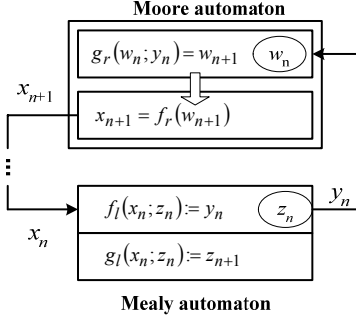 Moore automaton
g_r(w_n; y_n) = w_{n+1} w_n
x_{n+1}
x_{n+1} = f_r(w_{n+1})
f_l(x_n; z_n) := y_n z_n y_n
x_n
g_l(x_n; z_n) := z_{n+1}
Mealy automaton